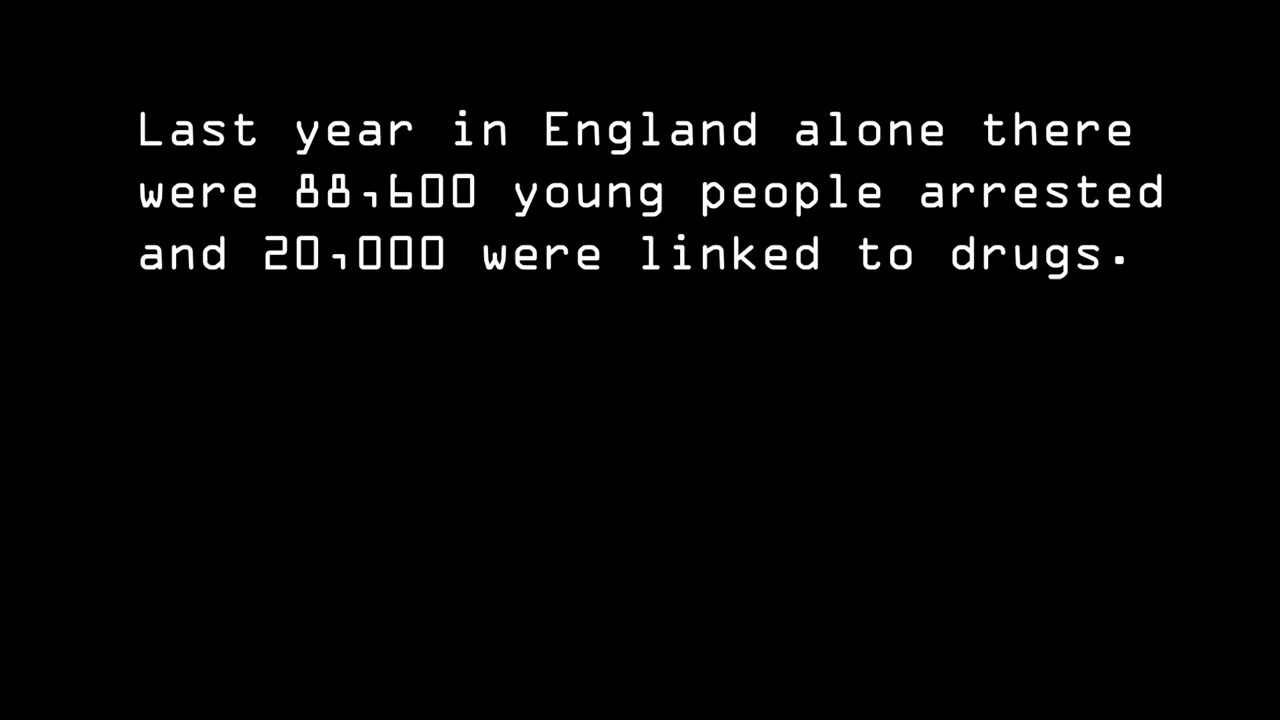 Last year in England alone there
were 88,600 young people arrested
and 20,000 were linked to drugs.